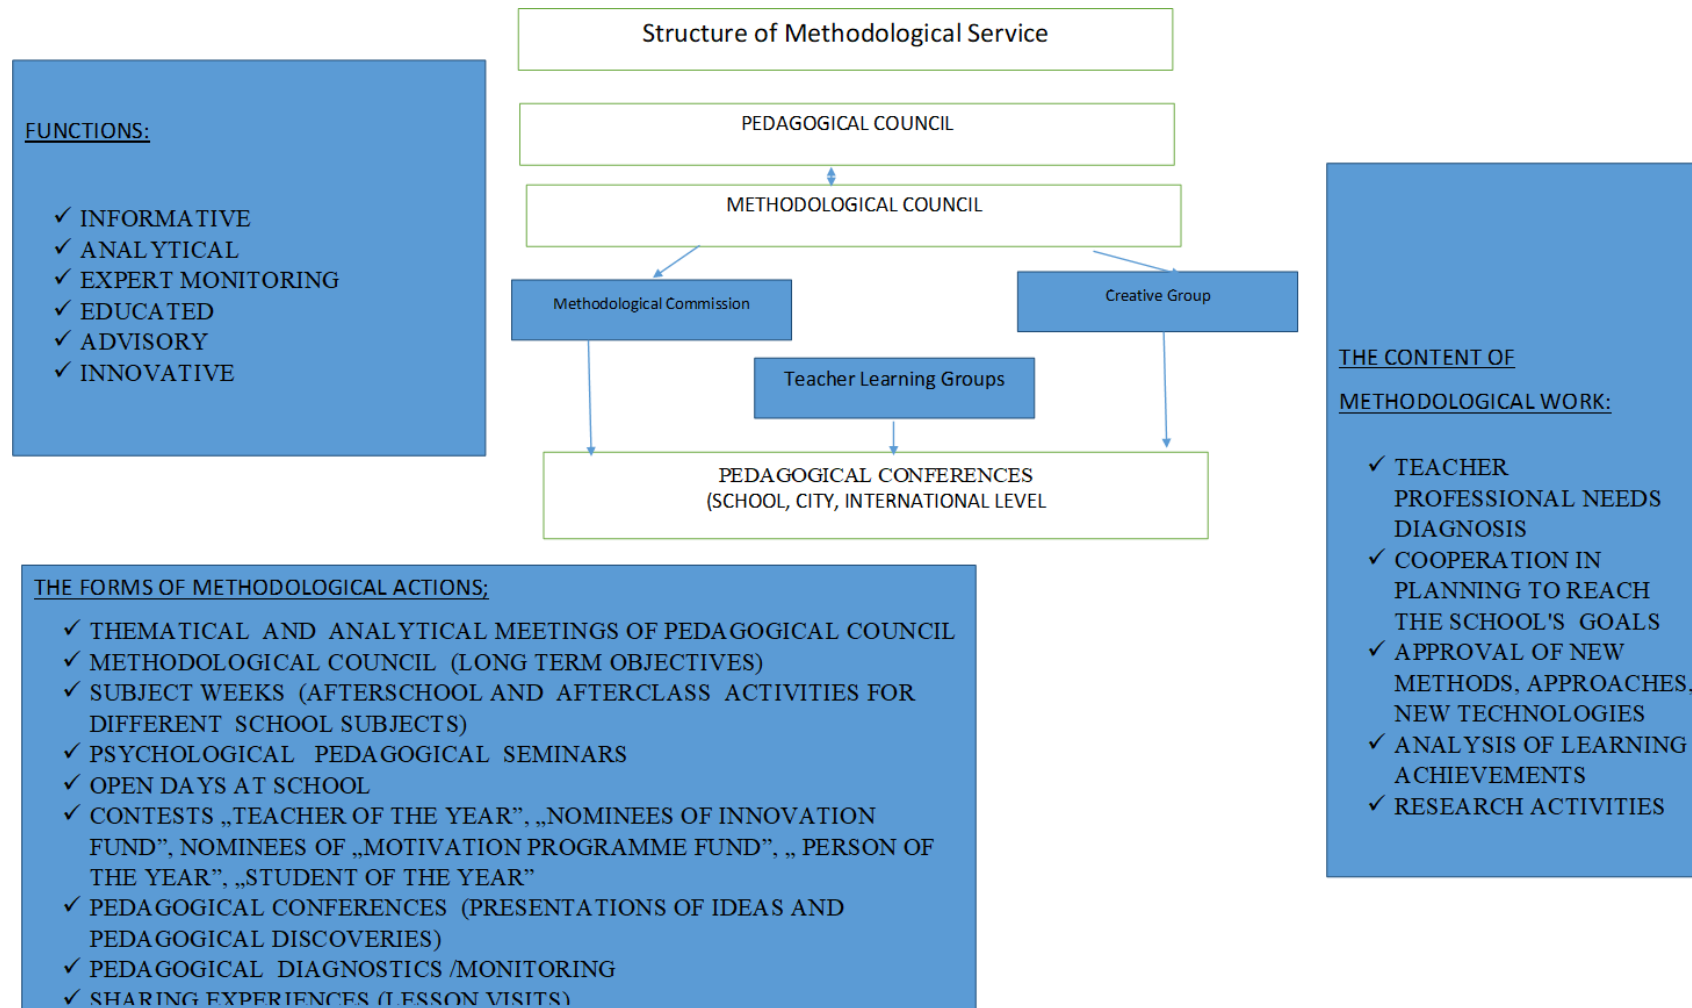 Structure of Methodological Service
FUNCTIONS:
✓ INFORMATIVE
✓ ANALYTICAL
✓ EXPERT MONITORING
✓ EDUCATED
✓ ADVISORY
✓ INNOVATIVE
PEDAGOGICAL COUNCIL
METHODOLOGICAL COUNCIL
Methodological Commission
Creative Group
Teacher Learning Groups
PEDAGOGICAL CONFERENCES
(SCHOOL, CITY, INTERNATIONAL LEVEL
THE CONTENT OF
METHODOLOGICAL WORK:
✓ TEACHER
PROFESSIONAL NEEDS
DIAGNOSIS
✓ COOPERATION IN
PLANNING TO REACH
THE SCHOOL'S GOALS
✓ APPROVAL OF NEW
METHODS, APPROACHES,
NEW TECHNOLOGIES
✓ ANALYSIS OF LEARNING
ACHIEVEMENTS
✓ RESEARCH ACTIVITIES
THE FORMS OF METHODOLOGICAL ACTIONS;
✓ THEMATICAL AND ANALYTICAL MEETINGS OF PEDAGOGICAL COUNCIL
✓ METHODOLOGICAL COUNCIL (LONG TERM OBJECTIVES)
✓ SUBJECT WEEKS (AFTERSCHOOL AND AFTERCLASS ACTIVITIES FOR
DIFFERENT SCHOOL SUBJECTS)
✓ PSYCHOLOGICAL PEDAGOGICAL SEMINARS
✓ OPEN DAYS AT SCHOOL
✓ CONTESTS „TEACHER OF THE YEAR”, „NOMINEES OF INNOVATION
FUND”, NOMINEES OF „MOTIVATION PROGRAMME FUND”, „ PERSON OF
THE YEAR”, „STUDENT OF THE YEAR”
✓ PEDAGOGICAL CONFERENCES (PRESENTATIONS OF IDEAS AND
PEDAGOGICAL DISCOVERIES)
✓ PEDAGOGICAL DIAGNOSTICS /MONITORING
✓ SHARING EXPERIENCES (LESSON VISITS)